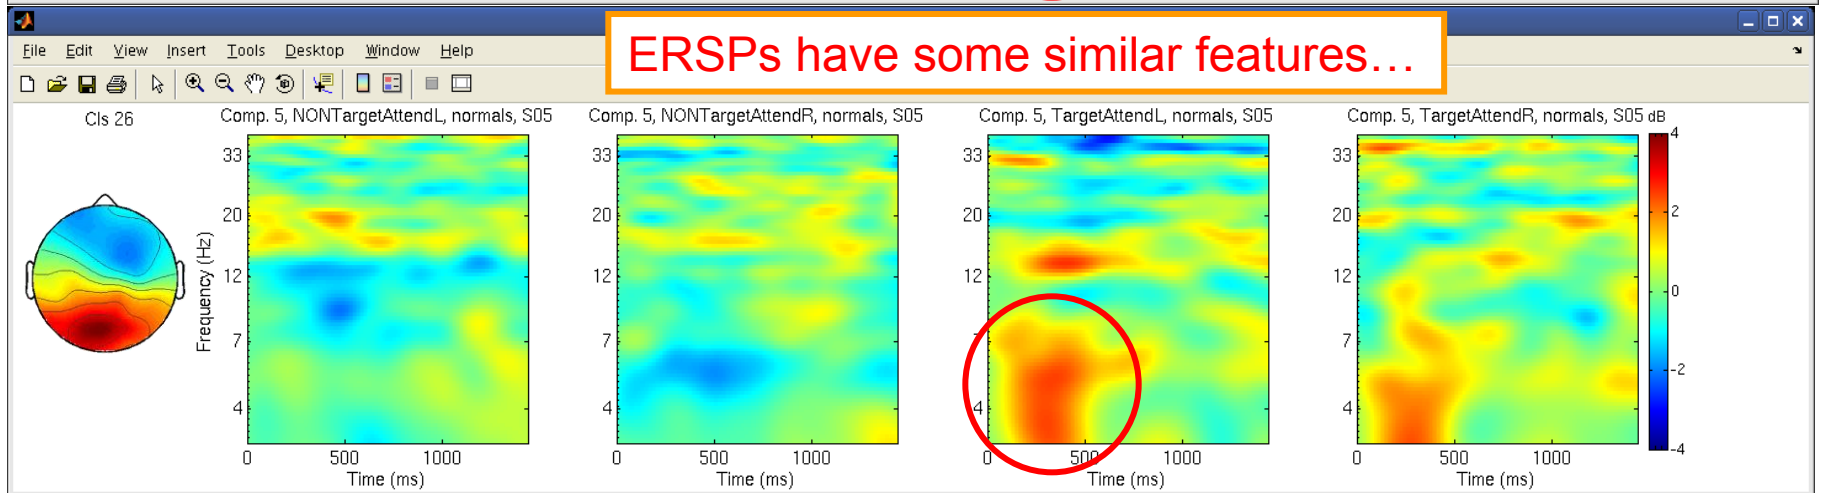 ERSPs have some similar features…
File Edit View Insert Tools Desktop Window Help
Cls 26
Comp. 5, NONTargetAttendL, normals, S05
Comp. 5, NONTargetAttendR, normals, S05
Comp. 5, TargetAttendL, normals, S05
Comp. 5, TargetAttendR, normals, S05 dB
Frequency (Hz)
33
20
12
7
4
0 500 1000
Time (ms)
33
20
12
7
4
0 500 1000
Time (ms)
33
20
12
7
4
0 500 1000
Time (ms)
33
20
12
7
4
0 500 1000
Time (ms)
4
2
0
-2
-4